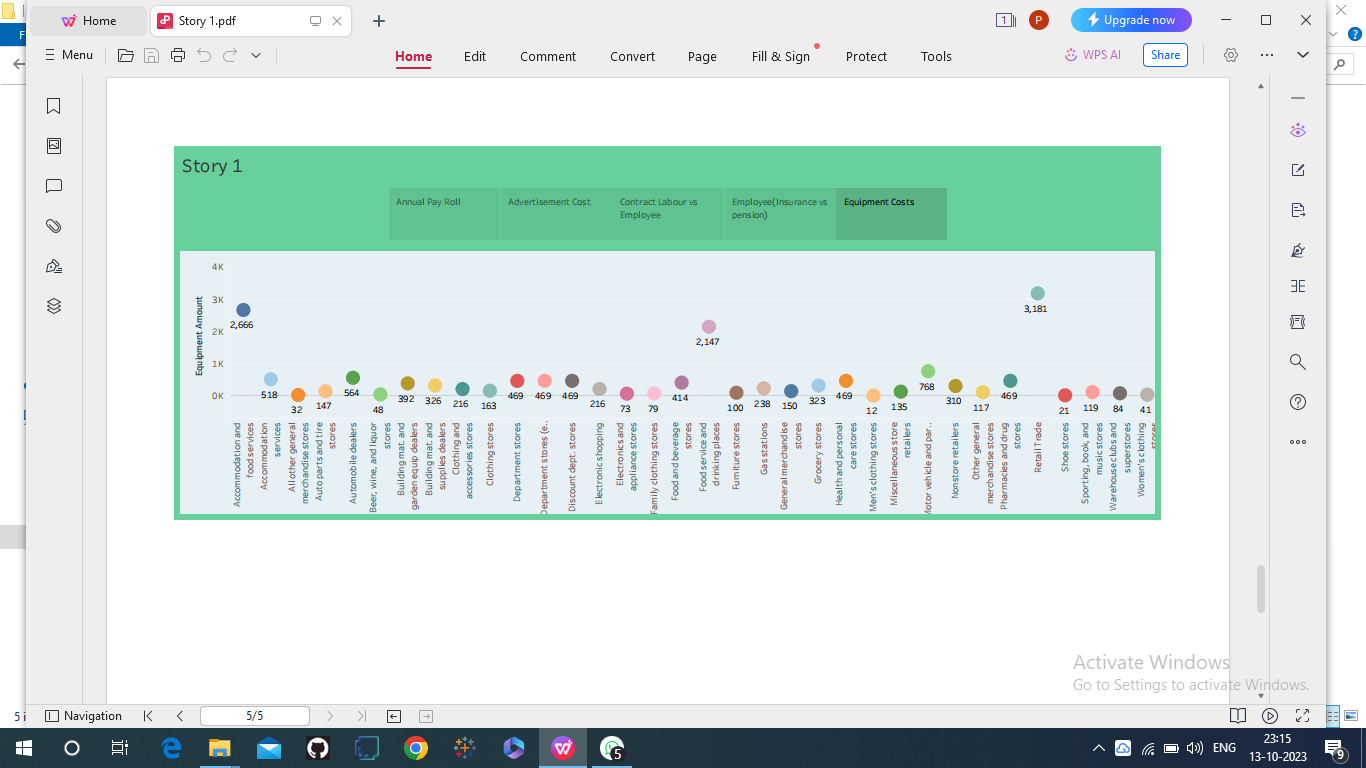 F
Home
Story 1.pdf
1
P
Upgrade now
?
Menu
Home
Edit
Comment
Convert
Page
Fill & Sign
Protect
Tools
WPS AI
Share
Story 1
Annual Pay Roll
Advertisement Cost
Contract Labour vs
Employee
Employee(Insurance vs
pension)
Equipment Costs
Equipment Amount
4K
3K
2K
1K
0K
2,666
518
32
147
564
48
392
326
216
163
469
469
469
216
73
79
414
2,147
100
238
150
323
469
12
135
768
310
117
469
3,181
21
119
84
41
Accommodation and
food services
Accommodation
services
All other general
merchandise stores
Auto parts and tire
stores
Automobile dealers
Beer, wine, and liquor
stores
Building mat. and
garden equip dealers
Building mat. and
supplies dealers
Clothing and
accessories stores
Clothing stores
Department stores
Department stores (e..
Discount dept. stores
Electronic shopping
Electronics and
appliance stores
Family clothing stores
Food and beverage
stores
Food service and
drinking places
Furniture stores
Gas stations
General merchandise
stores
Grocery stores
Health and personal
care stores
Men's clothing stores
Miscellaneous store
retailers
Motor vehicle and par..
Nonstore retailers
Other general
merchandise stores
Pharmacies and drug
stores
Retail Trade
Shoe stores
Sporting, book, and
music stores
Warehouse clubs and
superstores
Women's clothing
stores
Activate Windows
Go to Settings to activate Windows.
5 i
Navigation
5/5
5
ENG
23:15
13-10-2023
9